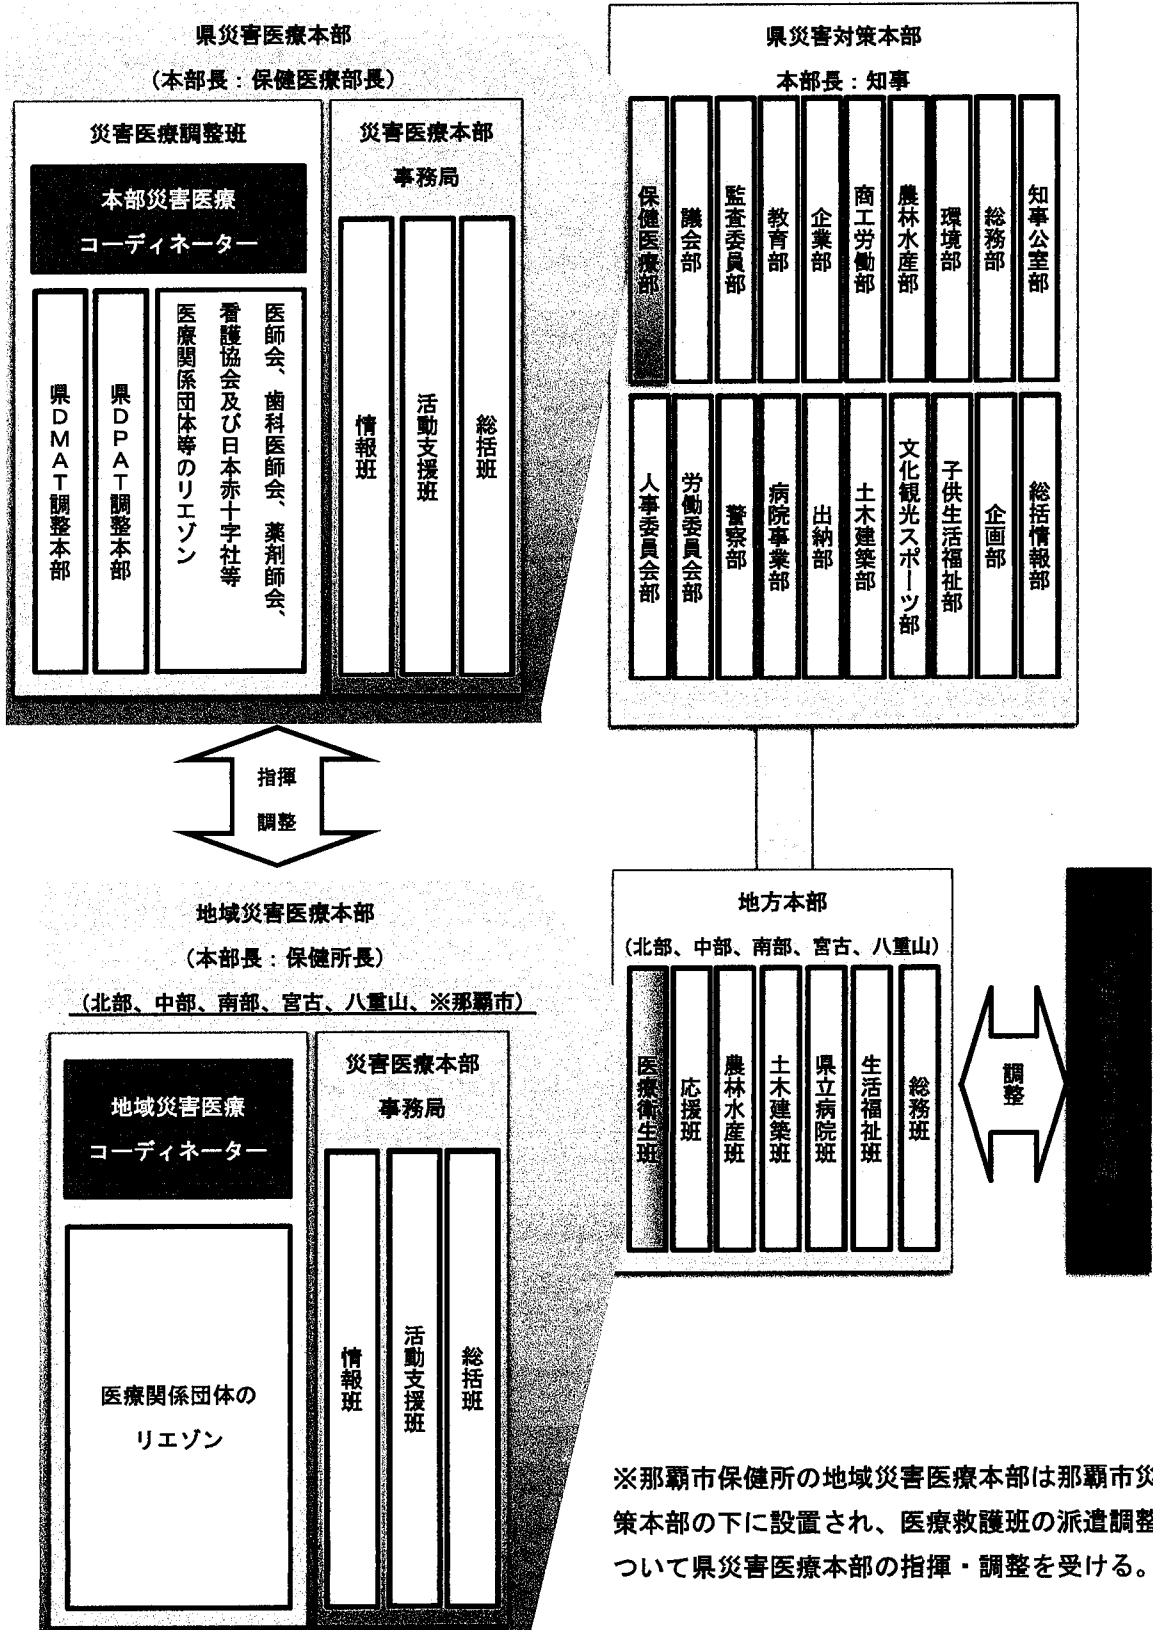 県災害医療本部
（本部長：保健医療部長）
災害医療調整班
本部災害医療
コーディネーター
県ＤＭＡＴ調整本部
県ＤＰＡＴ調整本部
医師会、歯科医師会、薬剤師会、
看護協会及び日本赤十字社等
医療関係団体等のリエゾン
災害医療本部
事務局
情報班
活動支援班
総括班
県災害対策本部
本部長：知事
保健医療部
議会部
監査委員部
教育部
企業部
商工労働部
農林水産部
環境部
総務部
知事公室部
人事委員会部
労働委員会部
警察部
病院事業部
出納部
土木建築部
文化観光スポーツ部
子供生活福祉部
企画部
総括情報部
指揮
調整
地域災害医療本部
（本部長：保健所長）
（北部、中部、南部、宮古、八重山、※那覇市）
地域災害医療
コーディネーター
医療関係団体の
リエゾン
災害医療本部
事務局
情報班
活動支援班
総括班
地方本部
（北部、中部、南部、宮古、八重山）
医療衛生班
応援班
農林水産班
土木建築班
県立病院班
生活福祉班
総務班
調整
※那覇市保健所の地域災害医療本部は那覇市災
策本部の下に設置され、医療救護班の派遣調整
ついて県災害医療本部の指揮・調整を受ける。